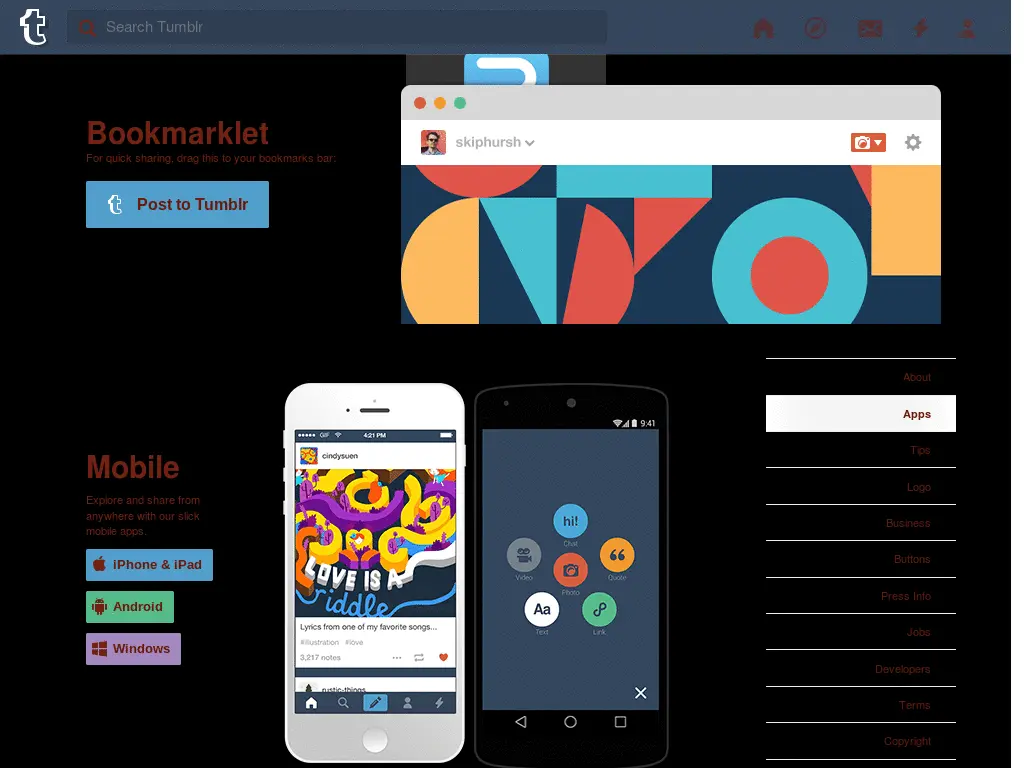 Search Tumblr
Bookmarklet
For quick sharing, drag this to your bookmarks bar:
Post to Tumblr
skiphursh
About
Apps
Tips
Logo
Business
Buttons
Press Info
Jobs
Developers
Terms
Copyright
Mobile
Explore and share from
anywhere with our slick
mobile apps.
iPhone & iPad
Android
Windows
GIF 4:21 PM
cindysuen
LOVE IS A
riddle
Lyrics from one of my favorite songs...
#illustration #love
3,217 notes
rustic-things
9:41
hi!
Chat
Video
Photo
Quote
Aa
Text
Link